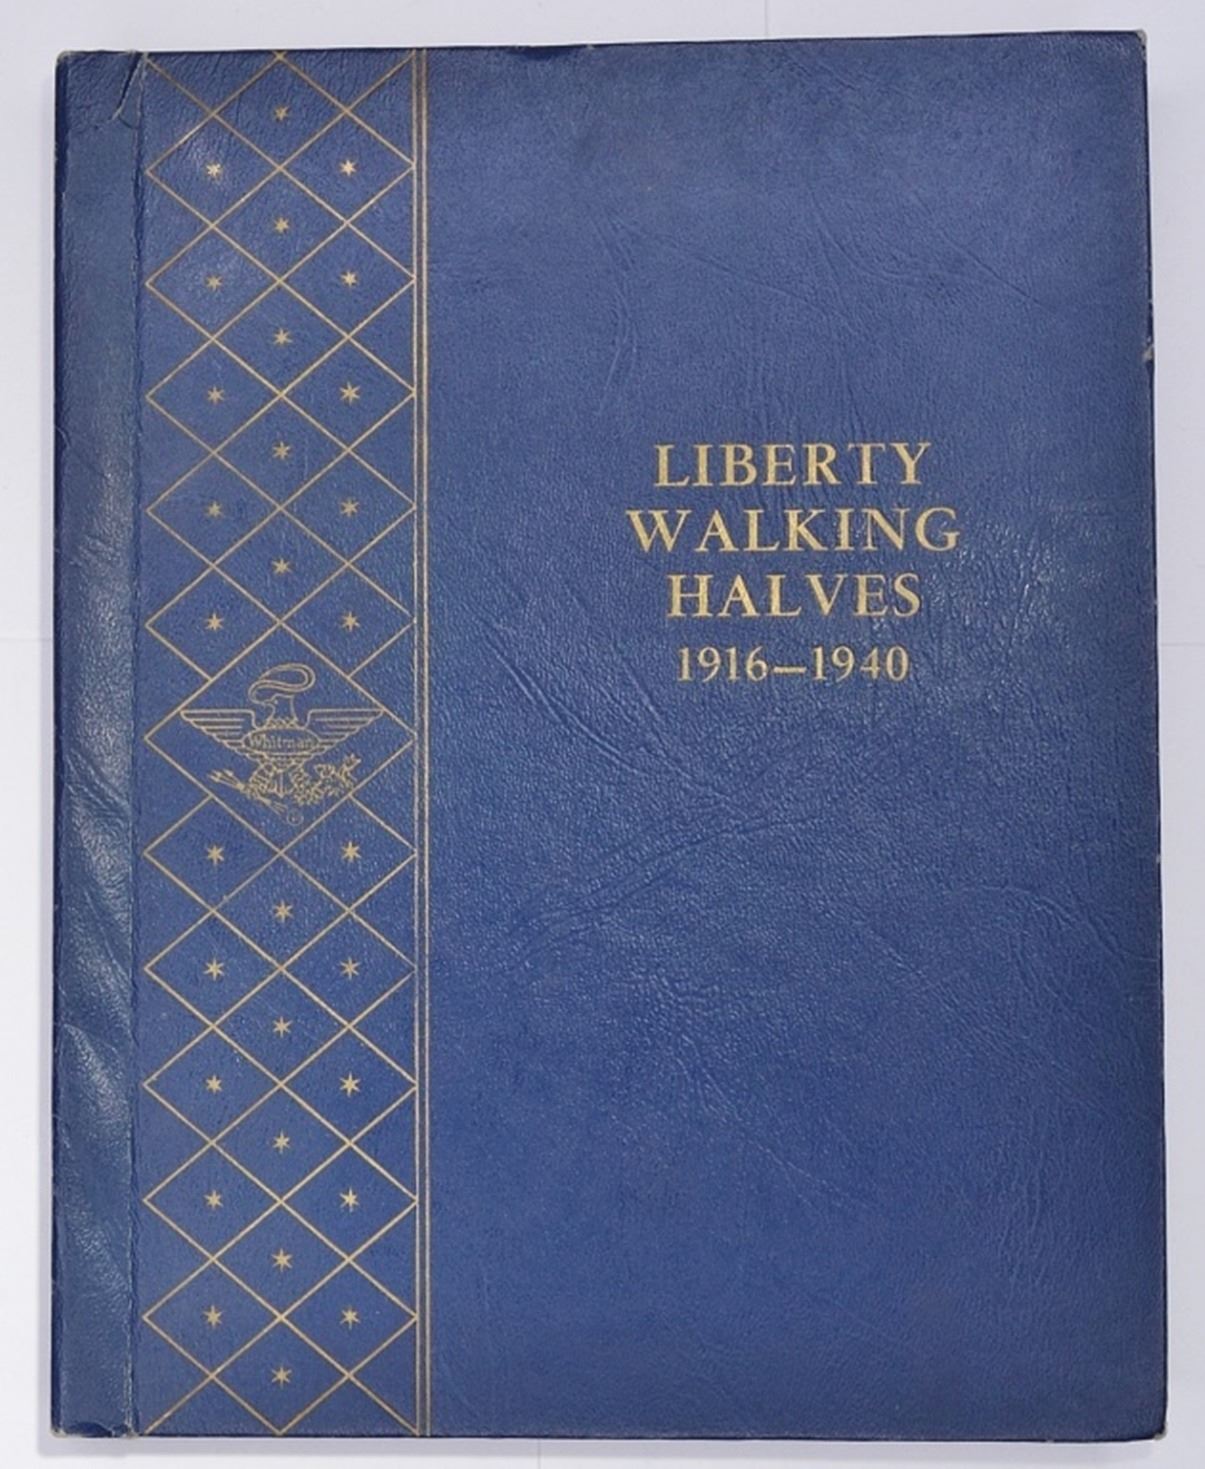 LIBERTY
WALKING
HALVES
1916–1940
Whitman
®